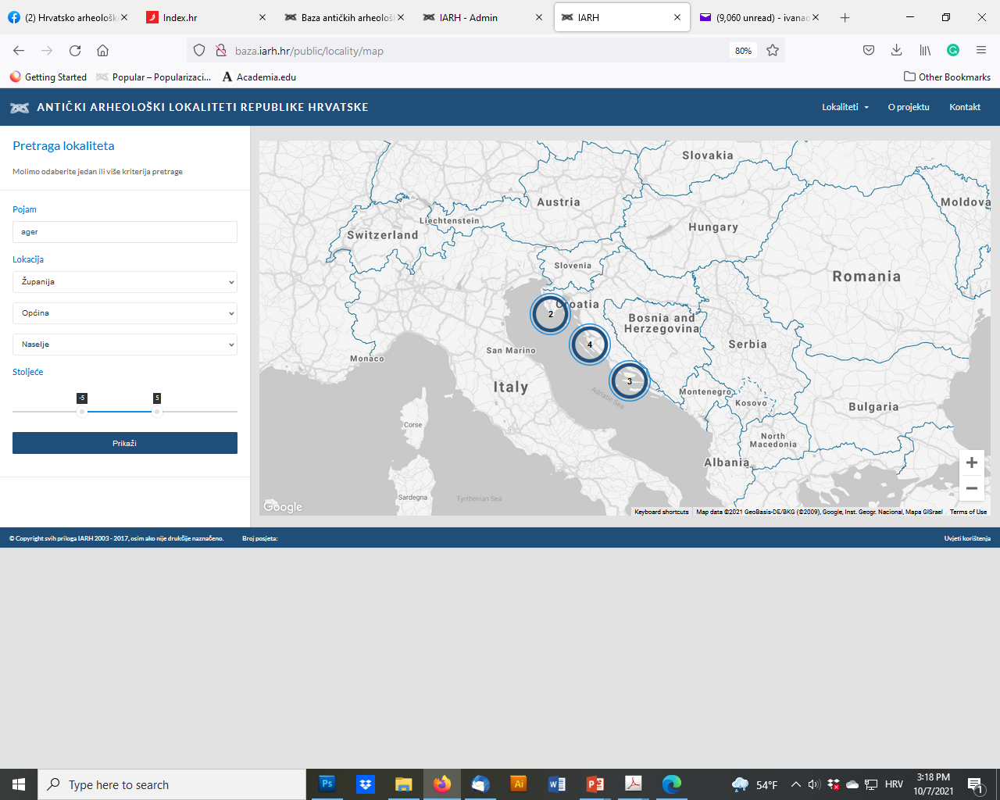 (2) Hrvatsko arheološk
Index.hr
Baza antičkih arheološ
IARH - Admin
IARH
(9,060 unread) - ivanao
baza.iarh.hr/public/locality/map
80%
Getting Started
Popular – Popularizaci...
Academia.edu
Other Bookmarks
ANTIČKI ARHEOLOŠKI LOKALITETI REPUBLIKE HRVATSKE
Lokaliteti
O projektu
Kontakt
Pretraga lokaliteta
Molimo odaberite jedan ili više kriterija pretrage
Pojam
ager
Lokacija
Županija
Općina
Naselje
Stoljeće
-5
5
Prikaži
Slovakia
Austria
Moldova
Liechtenstein
Switzerland
Hungary
Slovenia
Romania
Croatia
2
Bosnia and
Herzegovina
4
Serbia
San Marino
Monaco
3
Italy
Adriatic Sea
Montenegro
Kosovo
Bulgaria
Corse
North
Macedonia
Albania
Sardegna
Tyrrhenian Sea
Google
Keyboard shortcuts
Map data ©2021 GeoBasis-DE/BKG (©2009), Google, Inst. Geogr. Nacional, Mapa GISrael
Terms of Use
© Copyright svih priloga IARH 2003 - 2017, osim ako nije drukčije naznačeno.
Broj posjeta:
Uvjeti korištenja
Type here to search
Ps
Ai
54°F
HRV
3:18 PM
10/7/2021
1